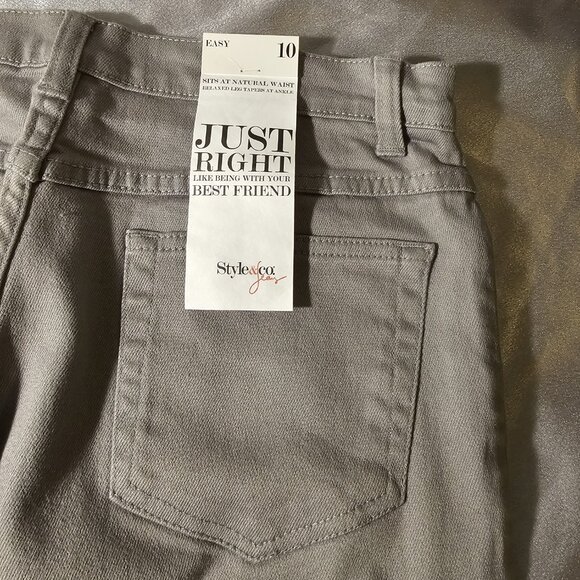 EASY 10
SITS AT NATURAL WAIST
RELAXED LEG TAPERS AT ANKLE
JUST
RIGHT
LIKE BEING WITH YOUR
BEST FRIEND
Style&co.
Jeans